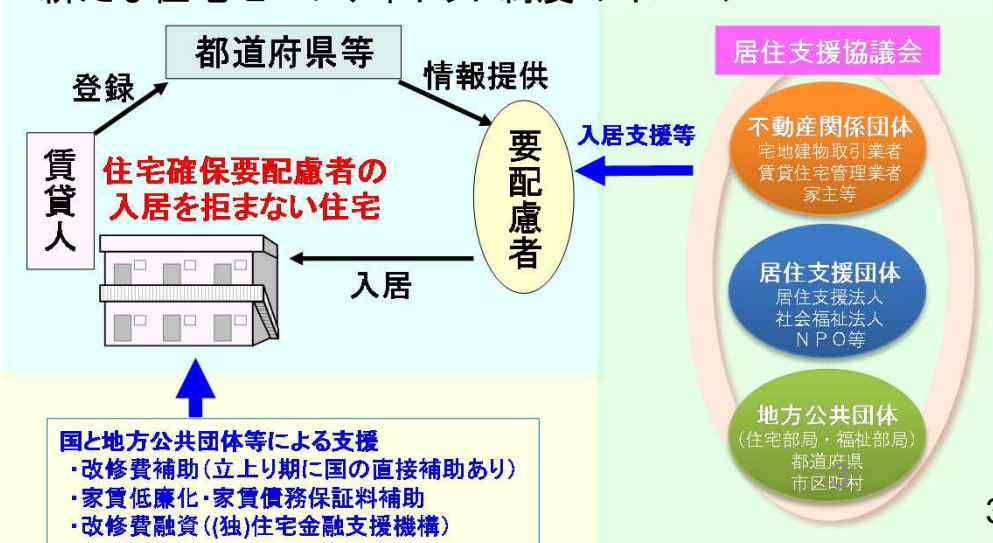 都道府県等
登録
情報提供
賃貸人
住宅確保要配慮者の
入居を拒まない住宅
要配慮者
入居
入居支援等
居住支援協議会
不動産関係団体
宅地建物取引業者
賃貸住宅管理業者
家主等
居住支援団体
居住支援法人
社会福祉法人
NPO等
地方公共団体
(住宅部局・福祉部局)
都道府県
市区町村
国と地方公共団体等による支援
・改修費補助(立上り期に国の直接補助あり)
・家賃低廉化・家賃債務保証料補助
・改修費融資((独)住宅金融支援機構)
3